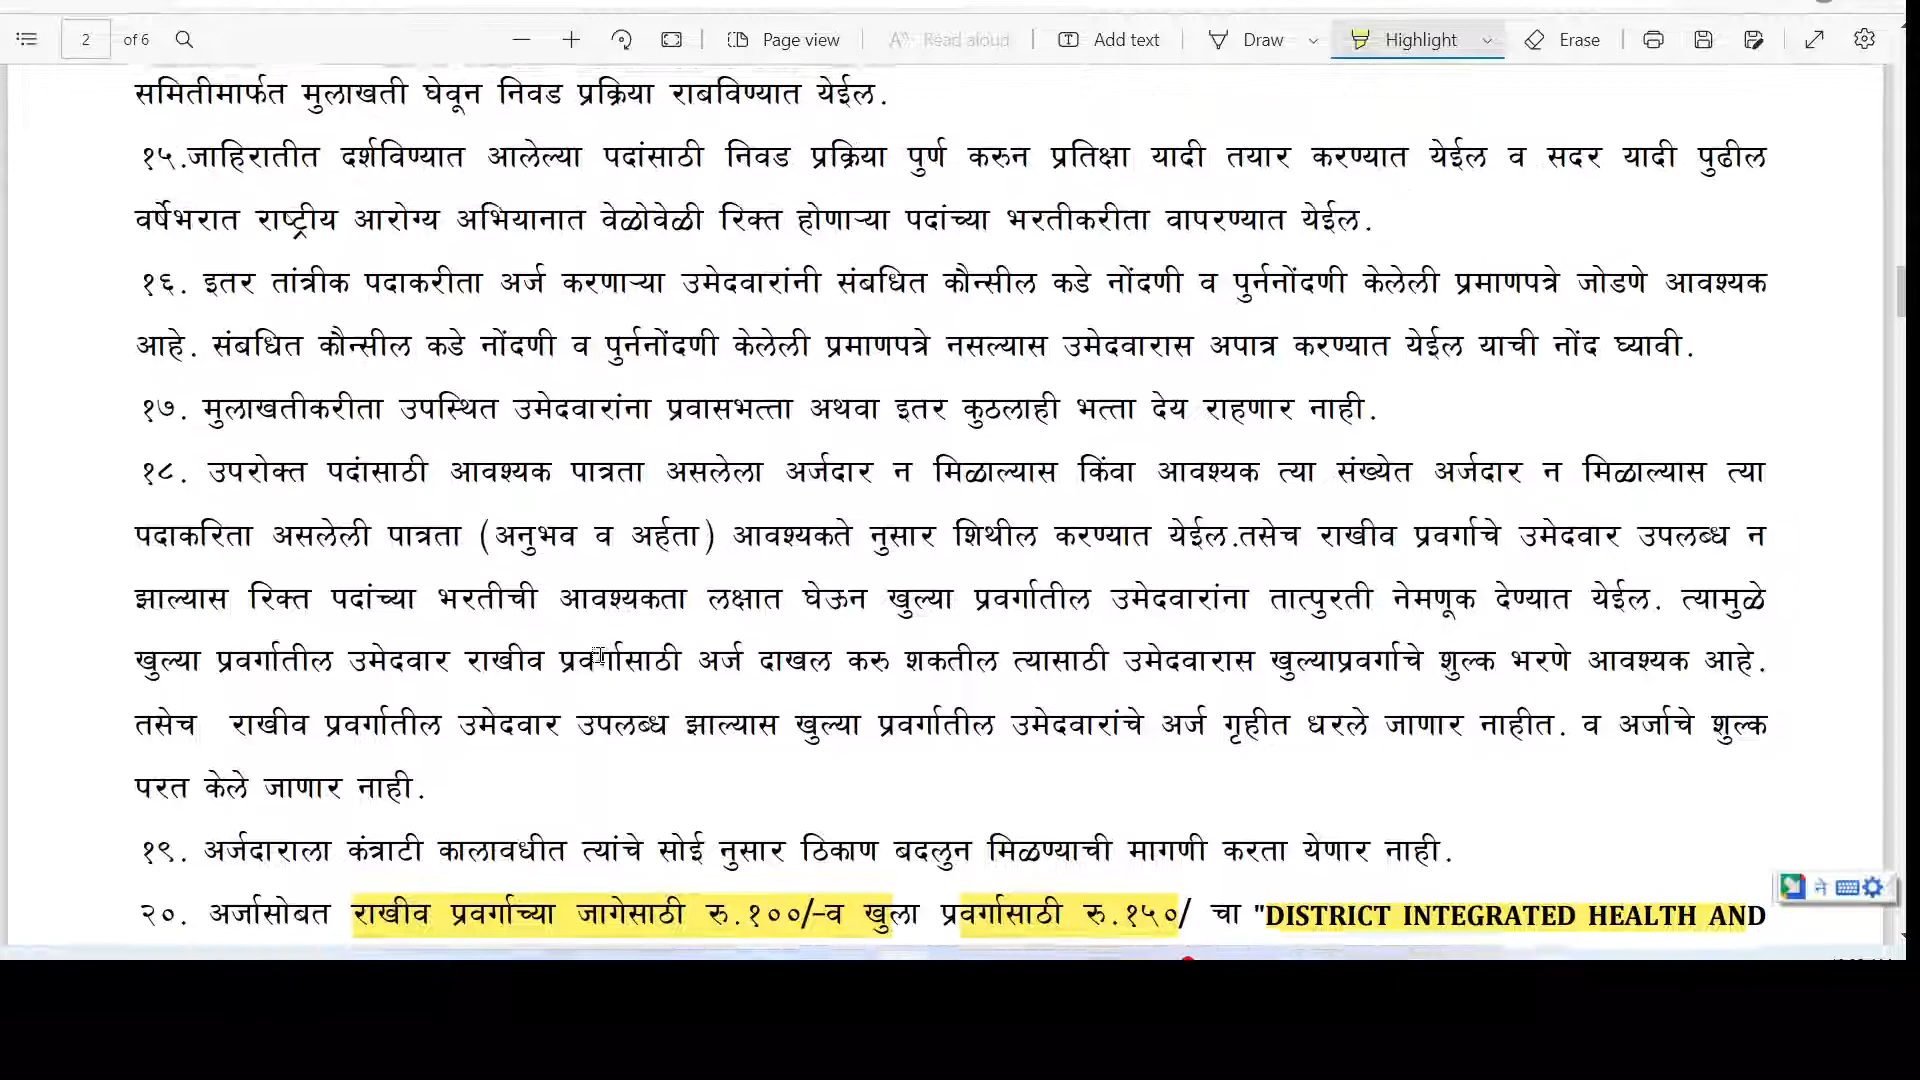 2 of 6 Page view Read aloud Add text Draw Highlight Erase
समितीमार्फत मुलाखती घेवून निवड प्रक्रिया राबविण्यात येईल.
१५.जाहिरातीत दर्शविण्यात आलेल्या पदांसाठी निवड प्रक्रिया पुर्ण करुन प्रतिक्षा यादी तयार करण्यात येईल व सदर यादी पुढील
वर्षेभरात राष्ट्रीय आरोग्य अभियानात वेळोवेळी रिक्त होणाऱ्या पदांच्या भरतीकरीता वापरण्यात येईल.
१६. इतर तांत्रीक पदाकरीता अर्ज करणाऱ्या उमेदवारांनी संबधित कौन्सील कडे नोंदणी व पुर्ननोंदणी केलेली प्रमाणपत्रे जोडणे आवश्यक
आहे. संबधित कौन्सील कडे नोंदणी व पुर्ननोंदणी केलेली प्रमाणपत्रे नसल्यास उमेदवारास अपात्र करण्यात येईल याची नोंद घ्यावी.
१७. मुलाखतीकरीता उपस्थित उमेदवारांना प्रवासभत्ता अथवा इतर कुठलाही भत्ता देय राहणार नाही.
१८. उपरोक्त पदांसाठी आवश्यक पात्रता असलेला अर्जदार न मिळाल्यास किंवा आवश्यक त्या संख्येत अर्जदार न मिळाल्यास त्या
पदाकरिता असलेली पात्रता (अनुभव व अर्हता) आवश्यकते नुसार शिथील करण्यात येईल.तसेच राखीव प्रवर्गाचे उमेदवार उपलब्ध न
झाल्यास रिक्त पदांच्या भरतीची आवश्यकता लक्षात घेऊन खुल्या प्रवर्गातील उमेदवारांना तात्पुरती नेमणूक देण्यात येईल. त्यामुळे
खुल्या प्रवर्गातील उमेदवार राखीव प्रवर्गासाठी अर्ज दाखल करु शकतील त्यासाठी उमेदवारास खुल्याप्रवर्गाचे शुल्क भरणे आवश्यक आहे.
तसेच राखीव प्रवर्गातील उमेदवार उपलब्ध झाल्यास खुल्या प्रवर्गातील उमेदवारांचे अर्ज गृहीत धरले जाणार नाहीत. व अर्जाचे शुल्क
परत केले जाणार नाही.
१९. अर्जदाराला कंत्राटी कालावधीत त्यांचे सोई नुसार ठिकाण बदलुन मिळण्याची मागणी करता येणार नाही.
ने
२०. अर्जासोबत राखीव प्रवर्गाच्या जागेसाठी रु.१००/-व खुला प्रवर्गासाठी रु.१५०/ चा "DISTRICT INTEGRATED HEALTH AND